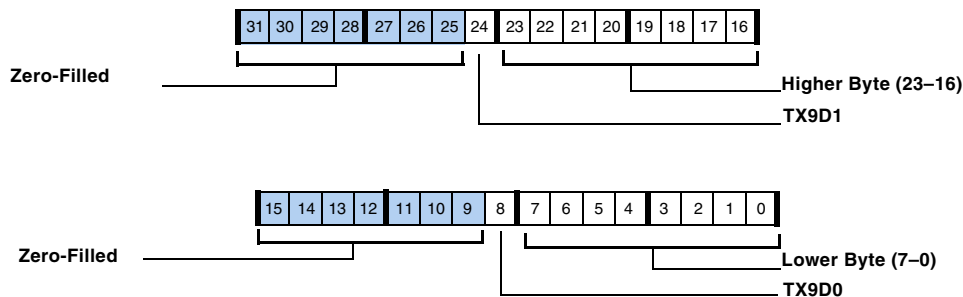 31 30 29 28 27 26 25 24 23 22 21 20 19 18 17 16
Zero-Filled
Higher Byte (23–16)
TX9D1
15 14 13 12 11 10 9 8 7 6 5 4 3 2 1 0
Zero-Filled
Lower Byte (7–0)
TX9D0